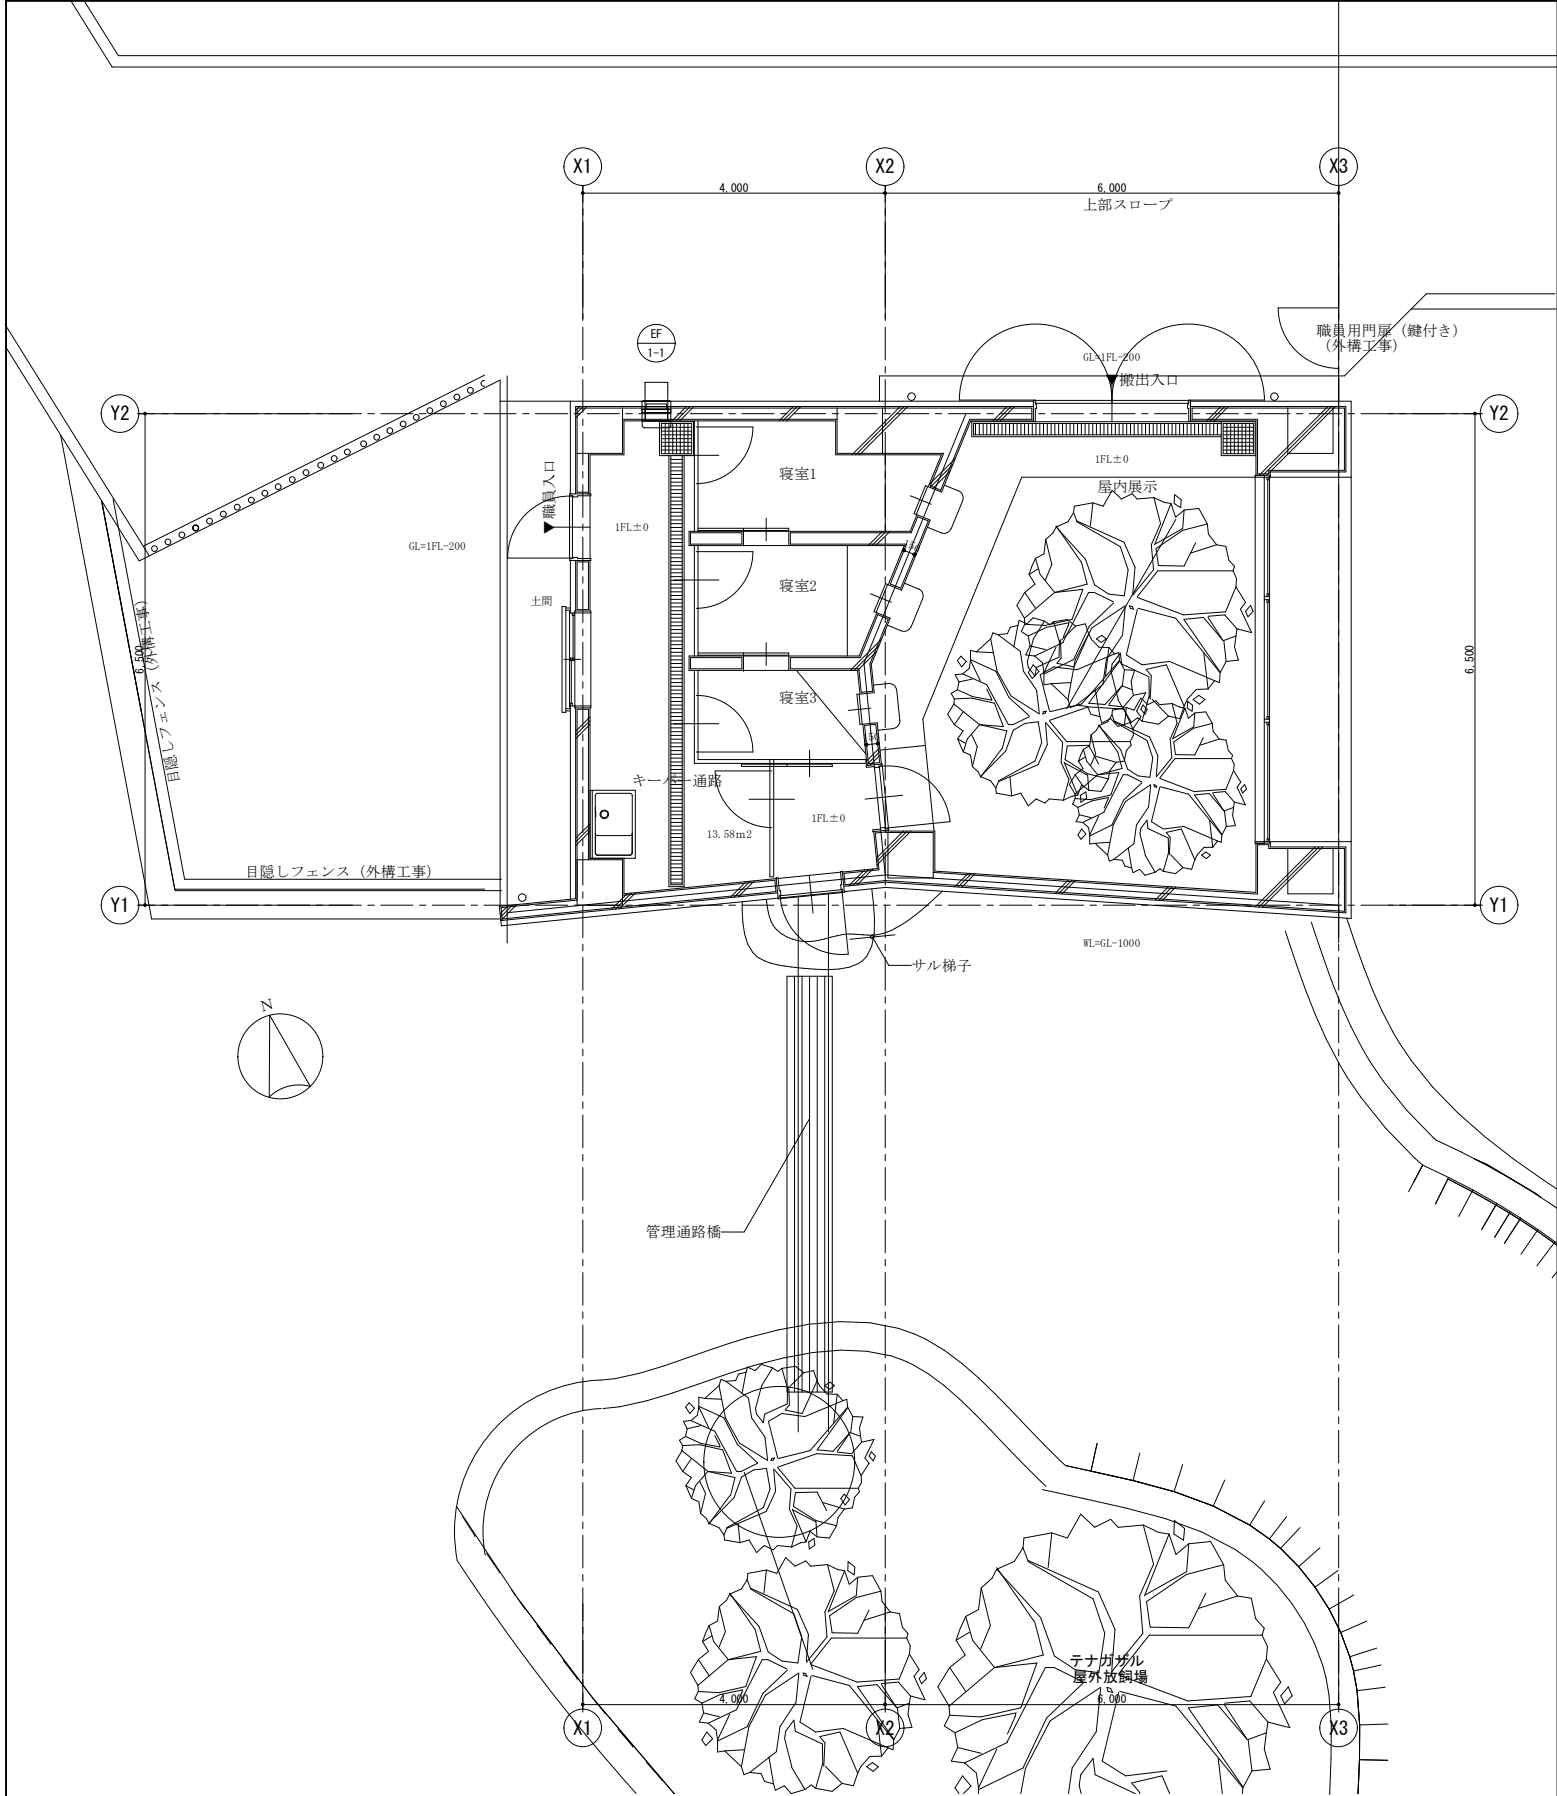 X1
X2
X3
4,000
6,000
上部スロープ
EF
1-1
職員用門扉（鍵付き）
（外構工事）
GL=1FL-200
搬出入口
Y2
Y2
職員入口
寝室1
1FL±0
屋内展示
1FL±0
GL=1FL-200
50
寝室2
土間
目隠しフェンス（外構工事）
6,500
6,500
寝室3
50
キーパー通路
13.58m2
1FL±0
目隠しフェンス（外構工事）
Y1
Y1
WL=GL-1000
サル梯子
N
管理通路橋
テナガザル
屋外放飼場
4,000
6,000
X1
X2
X3